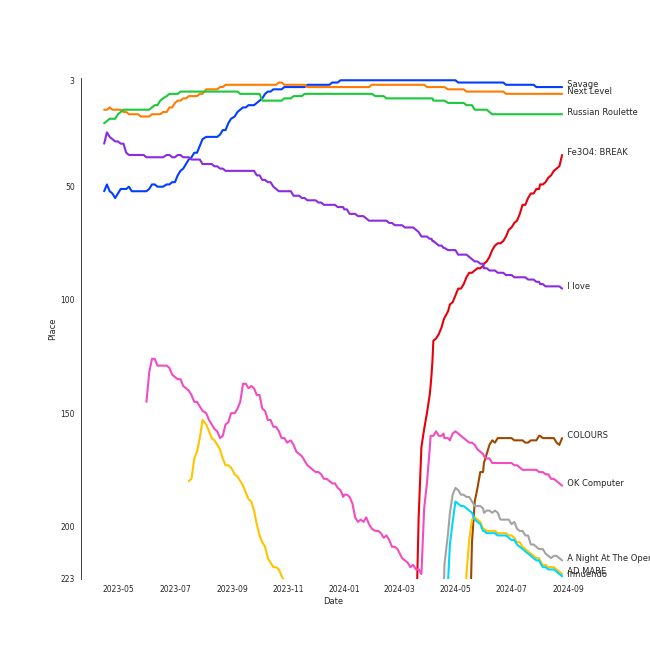 3
Savage
Next Level
Russian Roulette
Fe3O4: BREAK
50
I love
100
Place
150
COLOURS
OK Computer
200
A Night At The Oper
AD MARE
Innuendo
223
2023-05 2023-07 2023-09 2023-11 2024-01 2024-03 2024-05 2024-07 2024-09
Date